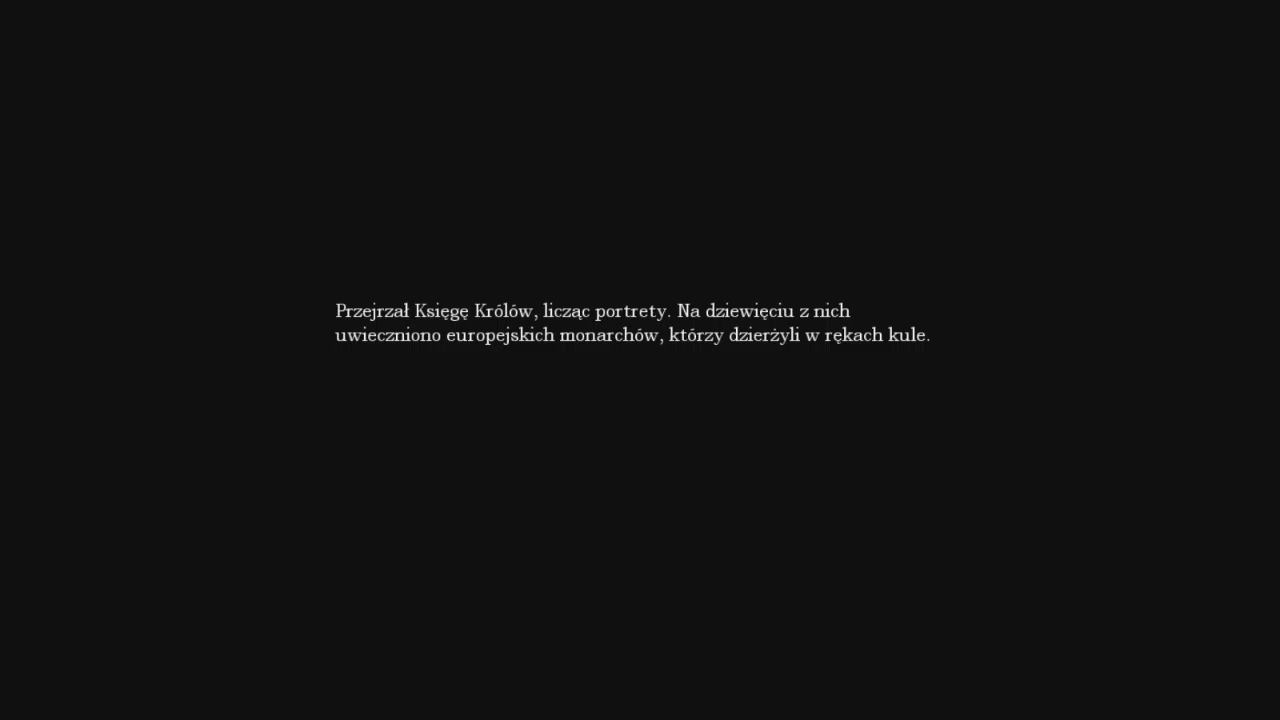 Przejrzał Księgę Królów, licząc portrety. Na dziewięciu z nich
uwieczniono europejskich monarchów, którzy dzierżyli w rękach kule.